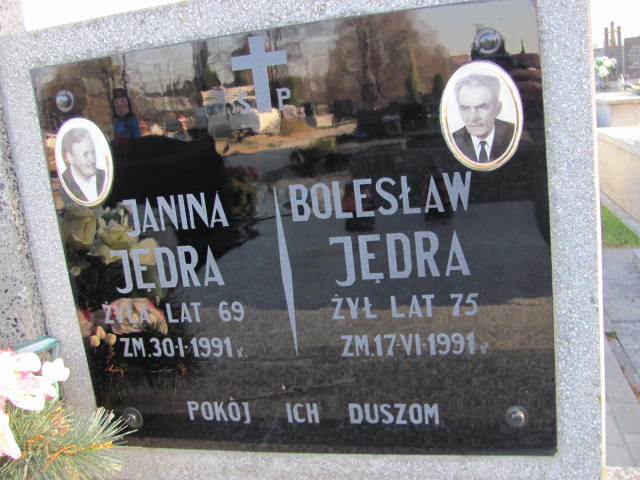 Ś P
JANINA
JĘDRA
ŻYŁA LAT 69
ZM.30·I·1991 r.
BOLESŁAW
JĘDRA
ŻYŁ LAT 75
ZM.17·VI·1991 r.
POKÓJ ICH DUSZOM